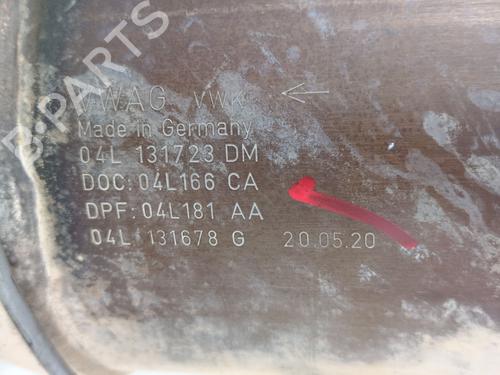 B-PARTS
VWAG VWK
Made in Germany
04L 131723 DM
DOC:04L166 CA
DPF:04L181 AA
04L 131678 G 20.05.20